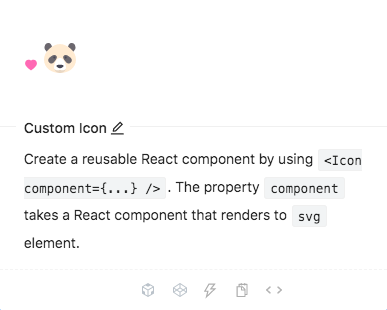 Custom Icon
Create a reusable React component by using <Icon
component={...} />. The property component
takes a React component that renders to svg
element.